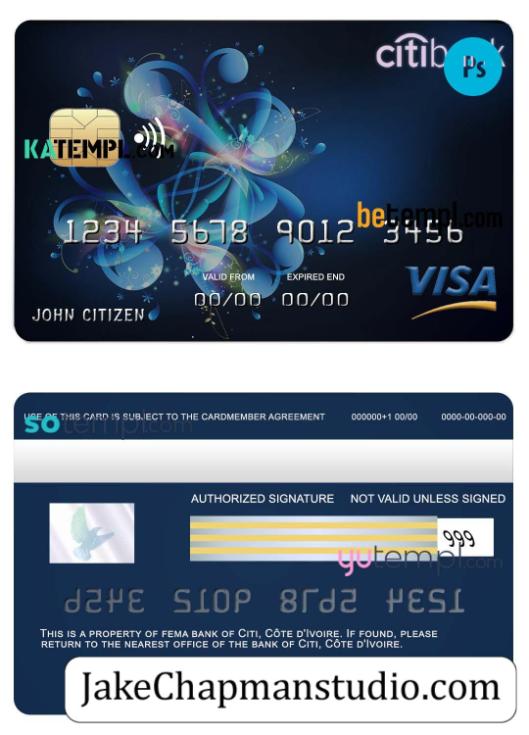 citibank
Ps
KATEMPL.com
betempl.com
1234 5678 9012 3456
VALID FROM EXPIRED END
00/00 00/00
VISA
JOHN CITIZEN
USE OF THIS CARD IS SUBJECT TO THE CARDMEMBER AGREEMENT 000000+1 00/00 0000-00-000-00
sotempl.com
AUTHORIZED SIGNATURE NOT VALID UNLESS SIGNED
999
yutempl.com
THIS IS A PROPERTY OF FEMA BANK OF CITI, CÔTE D'IVOIRE. IF FOUND, PLEASE
RETURN TO THE NEAREST OFFICE OF THE BANK OF CITI, CÔTE D'IVOIRE.
JakeChapmanstudio.com